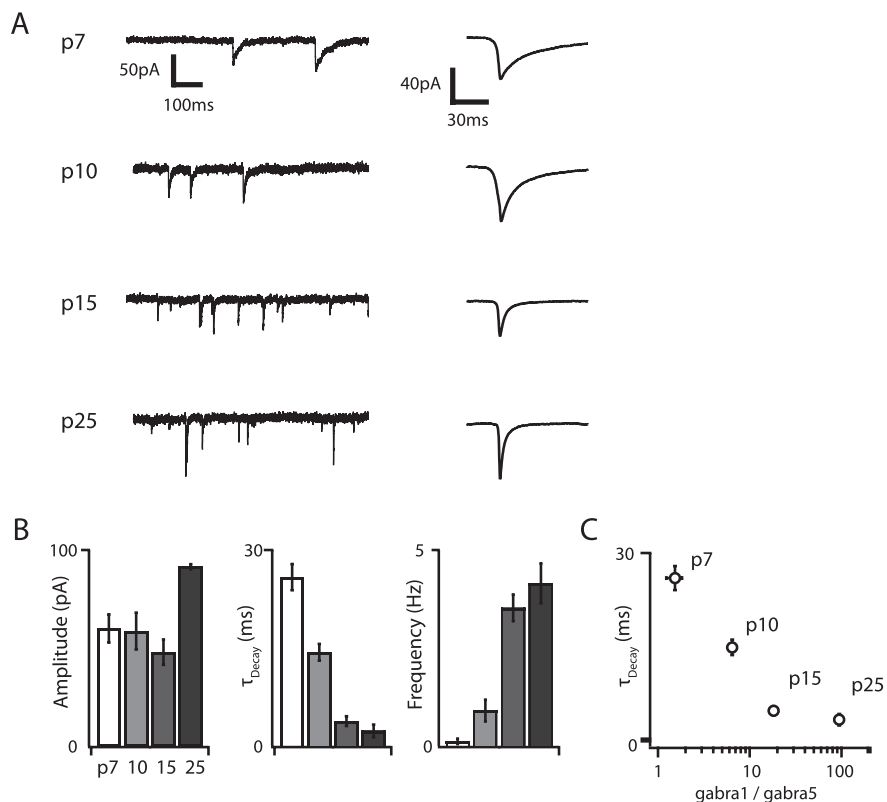 A
p7
50pA
100ms
40pA
30ms
p10
p15
p25
B
100
Amplitude (pA)
0
p7 10 15 25
30
τDecay (ms)
0
5
Frequency (Hz)
0
C
30
τDecay (ms)
0
p7
p10
p15
p25
1 10 100
gabra1 / gabra5